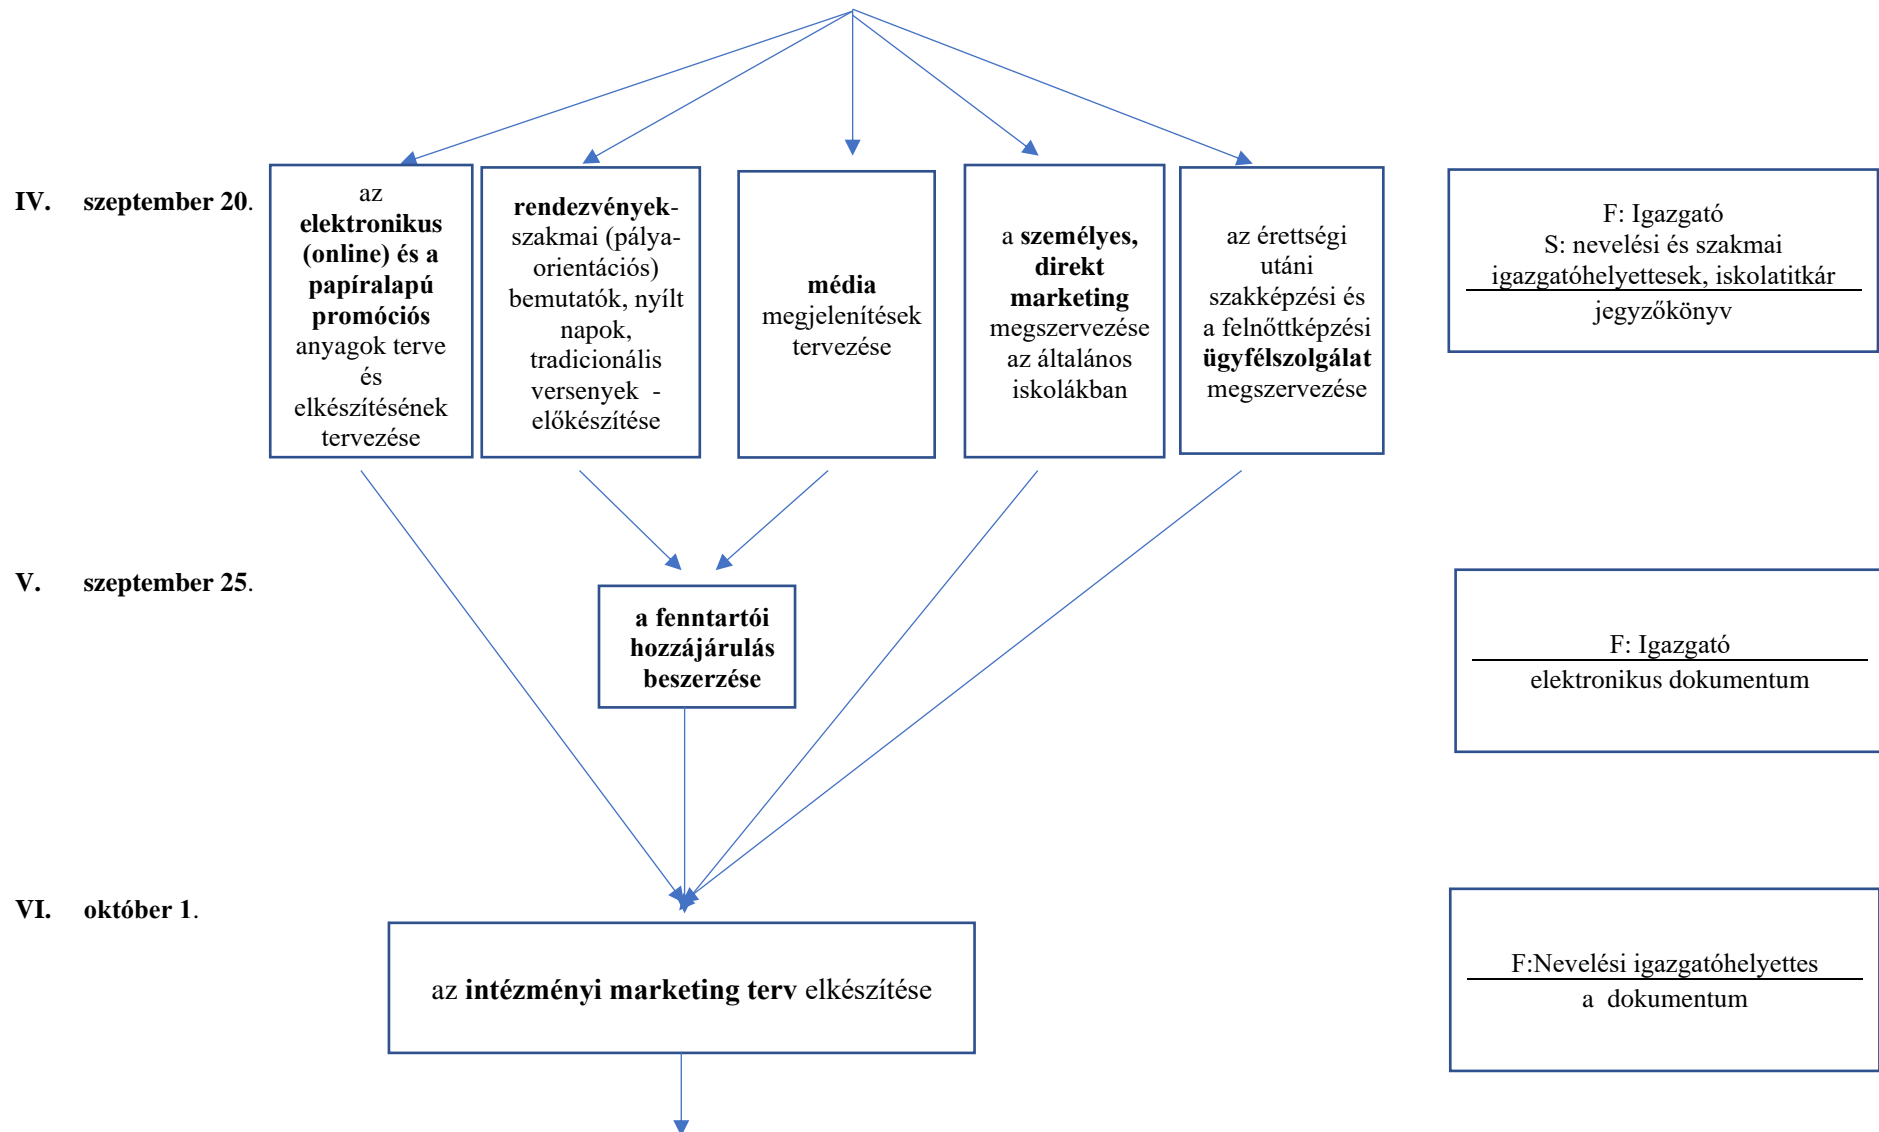 IV. szeptember 20.
az
elektronikus
(online) és a
papíralapú
promóciós
anyagok terve
és
elkészítésének
tervezése
rendezvények-
szakmai (pálya-
orientációs)
bemutatók, nyílt
napok,
tradicionális
versenyek -
előkészítése
média
megjelenítések
tervezése
a személyes,
direkt
marketing
megszervezése
az általános
iskolákban
az érettségi
utáni
szakképzési és
a felnőttképzési
ügyfélszolgálat
megszervezése
F: Igazgató
S: nevelési és szakmai
igazgatóhelyettesek, iskolatitkár
jegyzőkönyv
V. szeptember 25.
a fenntartói
hozzájárulás
beszerzése
F: Igazgató
elektronikus dokumentum
VI. október 1.
az intézményi marketing terv elkészítése
F:Nevelési igazgatóhelyettes
a dokumentum